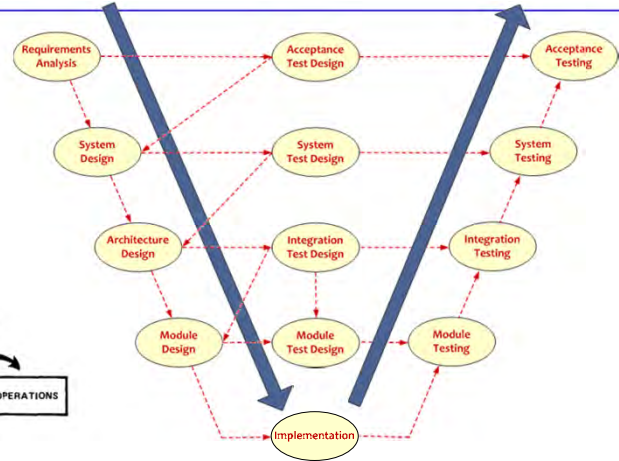 Requirements
Analysis
Acceptance
Test Design
Acceptance
Testing
System
Design
System
Test Design
System
Testing
Architecture
Design
Integration
Test Design
Integration
Testing
Module
Design
Module
Test Design
Module
Testing
OPERATIONS
Implementation